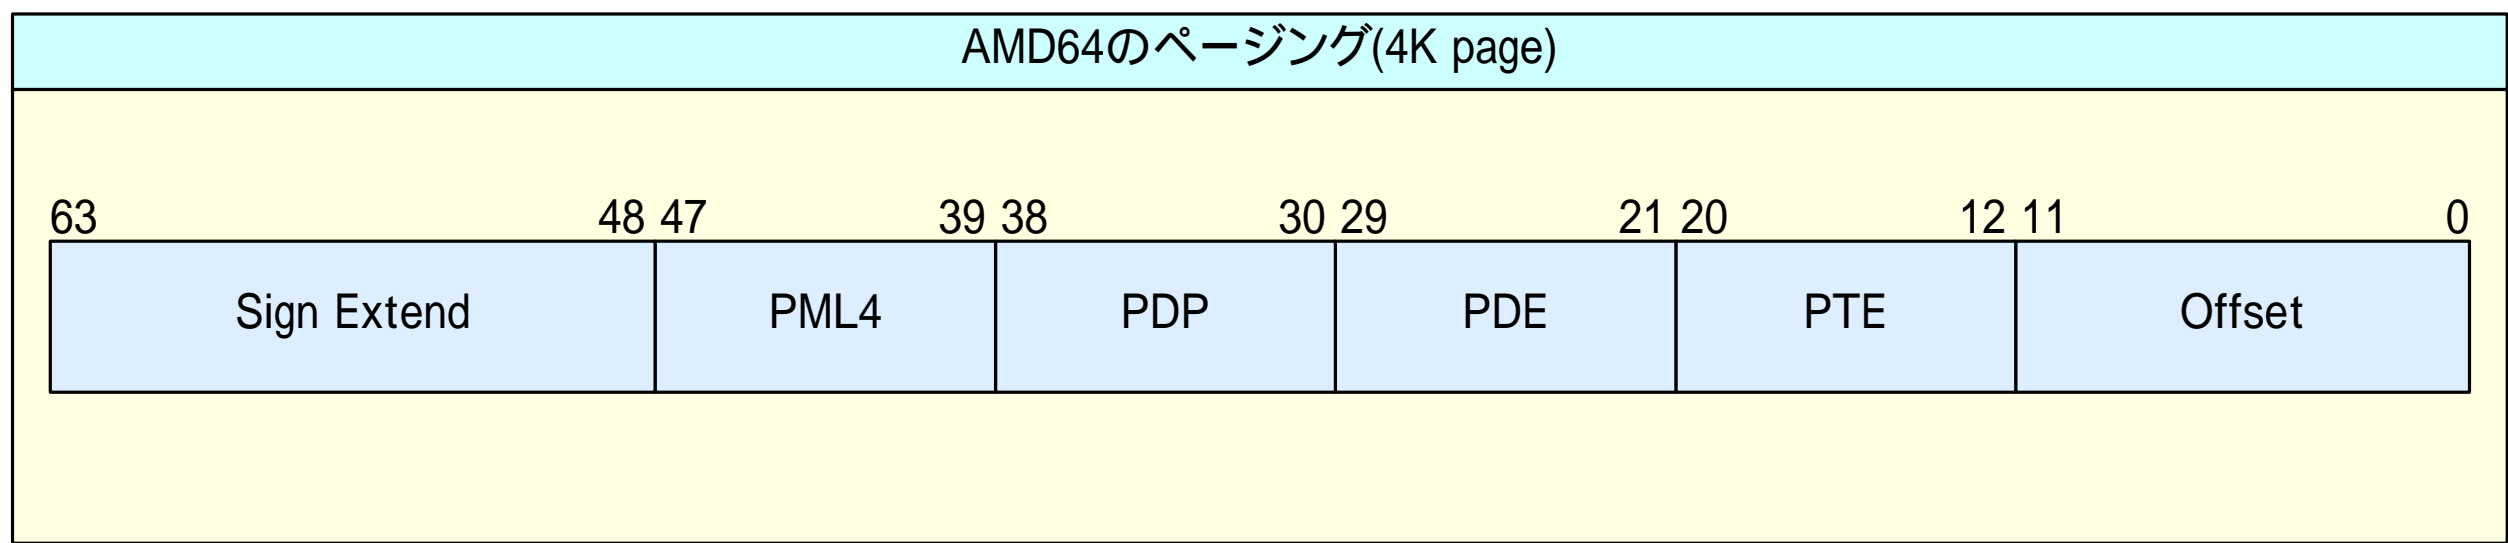 AMD64のページング(4K page)
63 48 47 39 38 30 29 21 20 12 11 0
Sign Extend PML4 PDP PDE PTE Offset